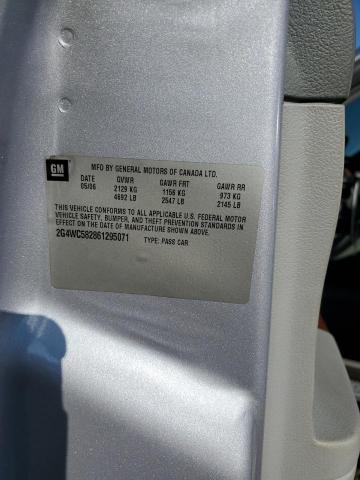 GM
MFD BY GENERAL MOTORS OF CANADA LTD.
DATE GVWR GAWR FRT GAWR RR
05/06 2129 KG 1156 KG 973 KG
4692 LB 2547 LB 2145 LB
THIS VEHICLE CONFORMS TO ALL APPLICABLE U.S. FEDERAL MOTOR
VEHICLE SAFETY, BUMPER, AND THEFT PREVENTION STANDARDS IN
EFFECT ON THE DATE OF MANUFACTURE SHOWN ABOVE.
2G4WC582861295071 TYPE: PASS CAR